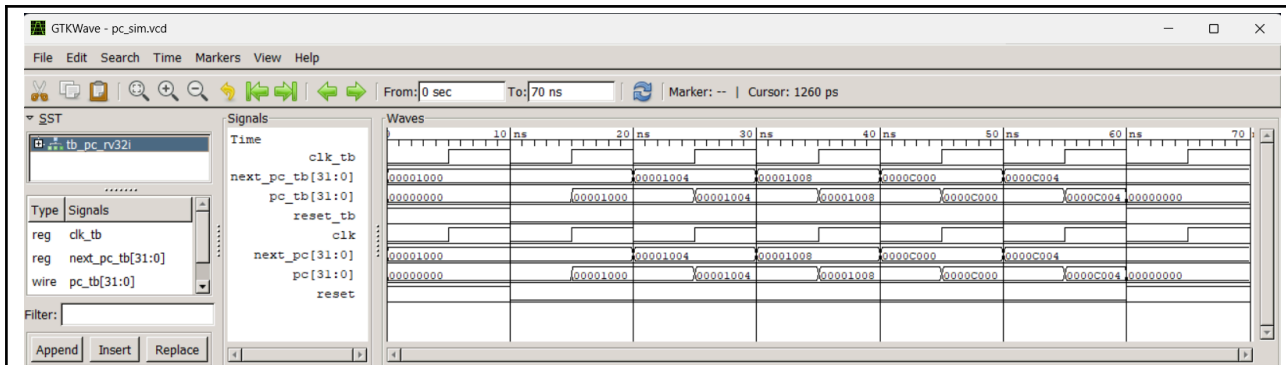 GTKWave - pc_sim.vcd
File Edit Search Time Markers View Help
From: 0 sec To: 70 ns Marker: -- | Cursor: 1260 ps
SST
tb_pc_rv32i
Type Signals
reg clk_tb
reg next_pc_tb[31:0]
wire pc_tb[31:0]
Filter:
Append Insert Replace
Signals
Time
clk_tb
next_pc_tb[31:0]
pc_tb[31:0]
reset_tb
clk
next_pc[31:0]
pc[31:0]
reset
Waves
10 ns 20 ns 30 ns 40 ns 50 ns 60 ns 70
00001000 00001004 00001008 0000C000 0000C004
00000000 00001000 00001004 00001008 0000C000 0000C004 00000000
00001000 00001004 00001008 0000C000 0000C004
00000000 00001000 00001004 00001008 0000C000 0000C004 00000000